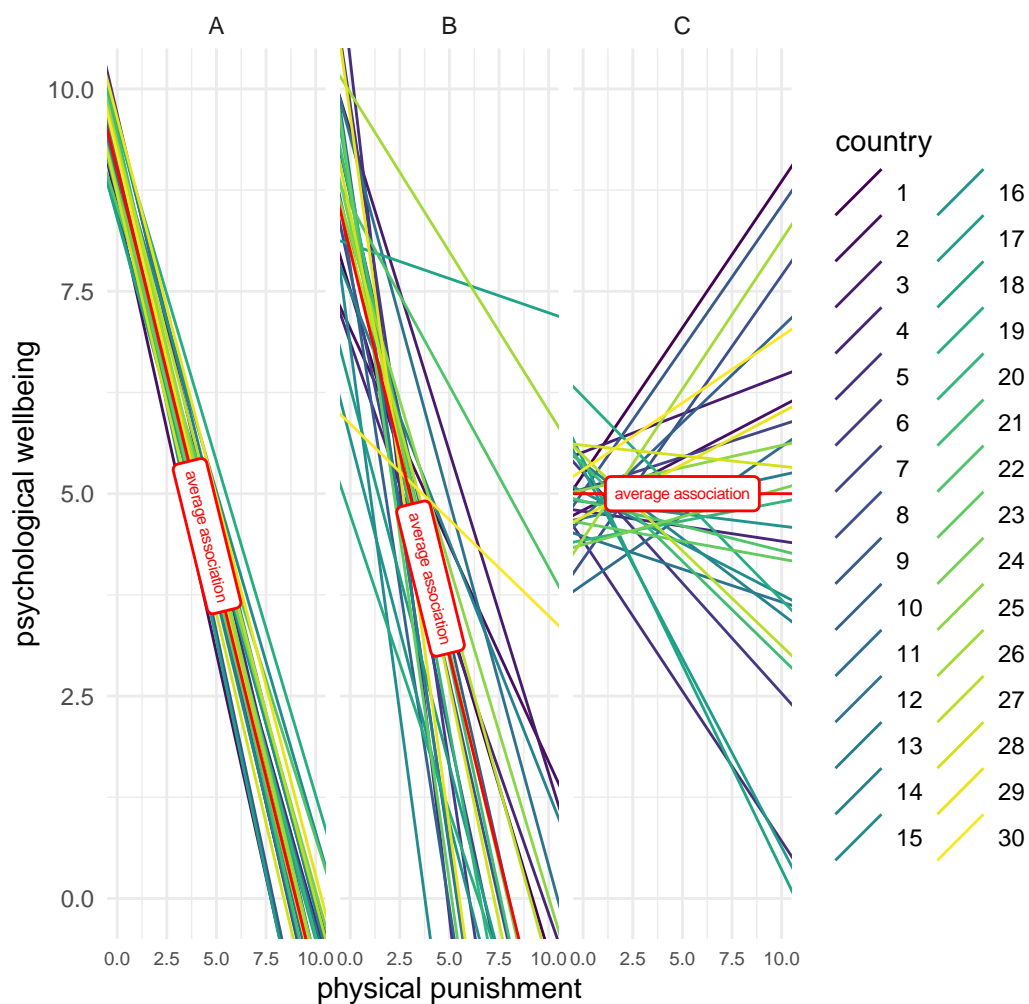 A B C
psychological wellbeing
10.0
7.5
5.0
2.5
0.0
average association
average association
average association
0.0 2.5 5.0 7.5 10.0 0.0 2.5 5.0 7.5 10.0 0.0 2.5 5.0 7.5 10.0
physical punishment
country
1 16
2 17
3 18
4 19
5 20
6 21
7 22
8 23
9 24
10 25
11 26
12 27
13 28
14 29
15 30